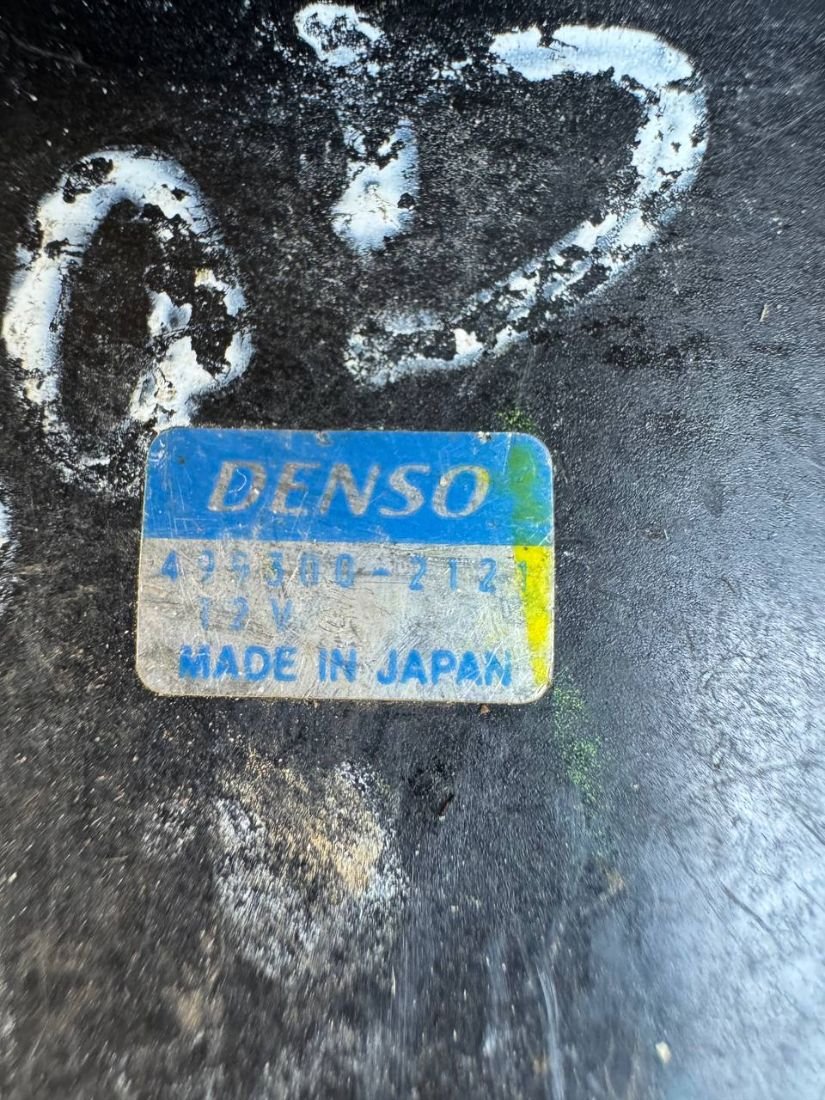 DENSO
499300-2121
12V
MADE IN JAPAN